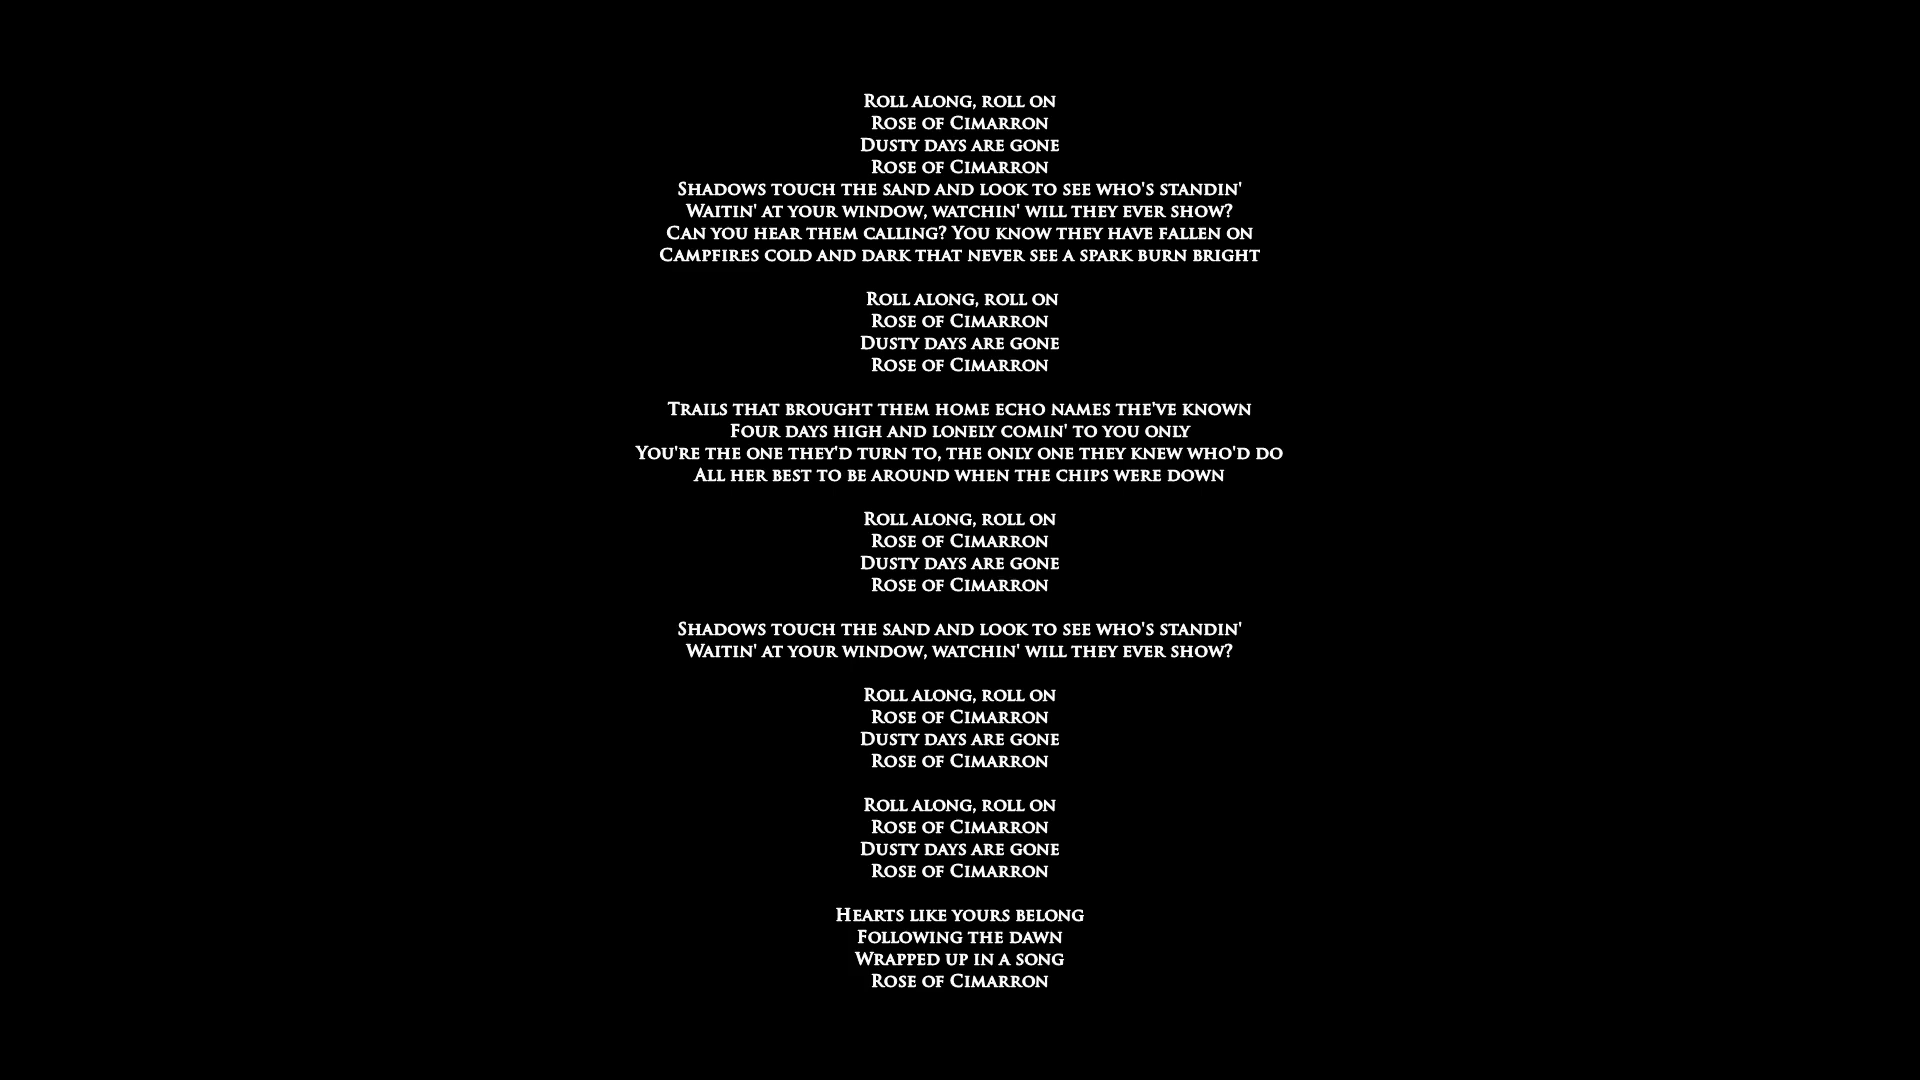 Roll along, roll on
Rose of Cimarron
Dusty days are gone
Rose of Cimarron
Shadows touch the sand and look to see who's standin'
Waitin' at your window, watchin' will they ever show?
Can you hear them calling? You know they have fallen on
Campfires cold and dark that never see a spark burn bright
Roll along, roll on
Rose of Cimarron
Dusty days are gone
Rose of Cimarron
Trails that brought them home echo names the've known
Four days high and lonely comin' to you only
You're the one they'd turn to, the only one they knew who'd do
All her best to be around when the chips were down
Roll along, roll on
Rose of Cimarron
Dusty days are gone
Rose of Cimarron
Shadows touch the sand and look to see who's standin'
Waitin' at your window, watchin' will they ever show?
Roll along, roll on
Rose of Cimarron
Dusty days are gone
Rose of Cimarron
Roll along, roll on
Rose of Cimarron
Dusty days are gone
Rose of Cimarron
Hearts like yours belong
Following the dawn
Wrapped up in a song
Rose of Cimarron